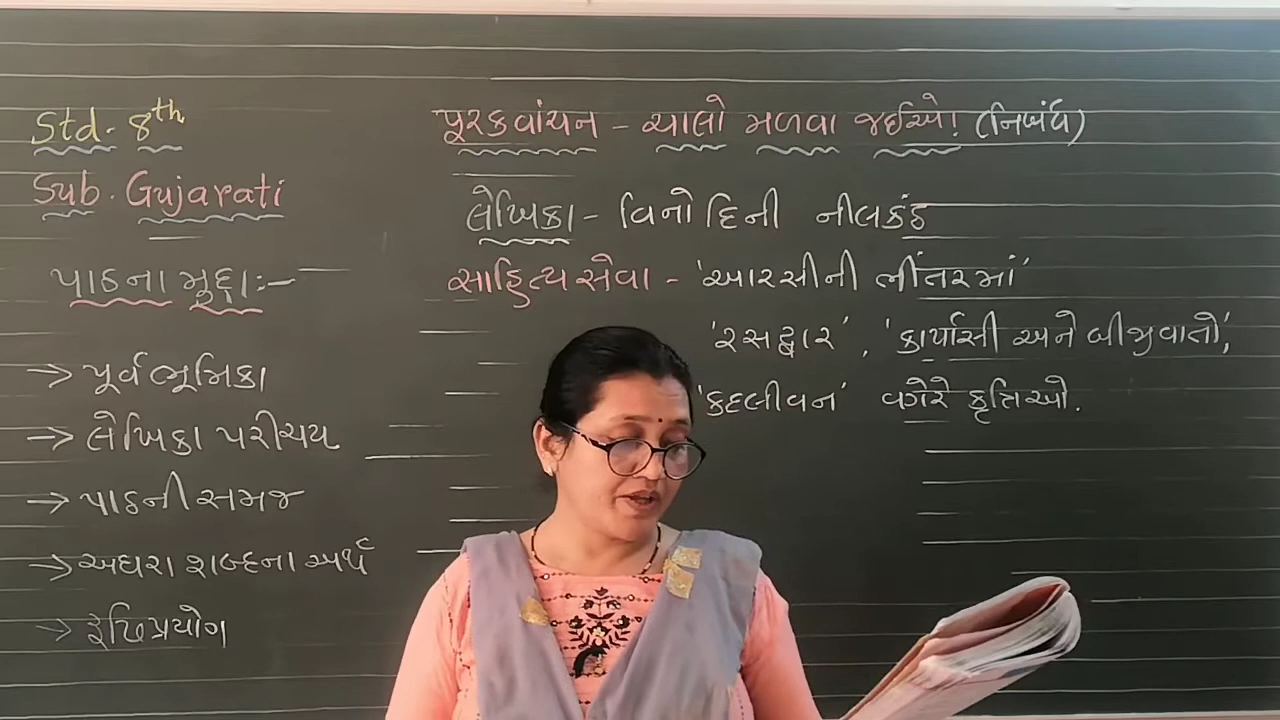 Std. 8th
Sub. Gujarati
પાઠના મુદ્દા:-
→ પૂર્વભૂમિકા
→ લેખિકા પરીચય
→ પાઠની સમજ
→ અઘરા શબ્દના અર્થ
→ રૂઢિપ્રયોગ
પૂરકવાંચન - ચાલો મળવા જઈએ! (નિબંધ)
લેખિકા - વિનોદિની નીલકંઠ
સાહિત્ય સેવા - 'આરસીની ભીંતરમાં'
'રસદ્વાર', 'કાર્પાસી અને બીજીવાતો',
'કદલીવન' વગેરે કૃતિઓ.